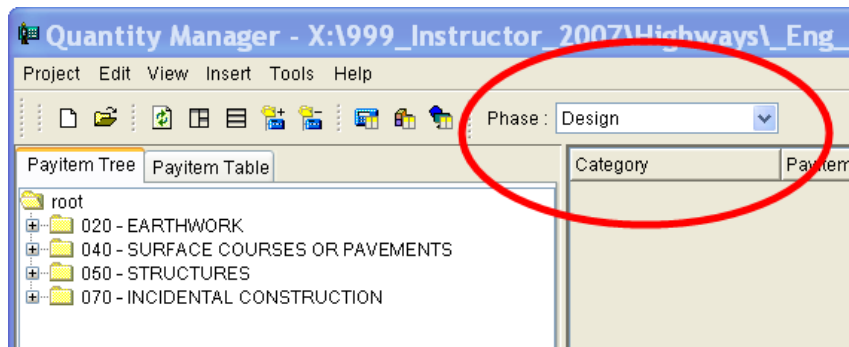 Quantity Manager - X:\999_Instructor_2007\Highways\_Eng_
Project Edit View Insert Tools Help
Phase : Design
Payitem Tree Payitem Table
Category Payitem
root
020 - EARTHWORK
040 - SURFACE COURSES OR PAVEMENTS
050 - STRUCTURES
070 - INCIDENTAL CONSTRUCTION